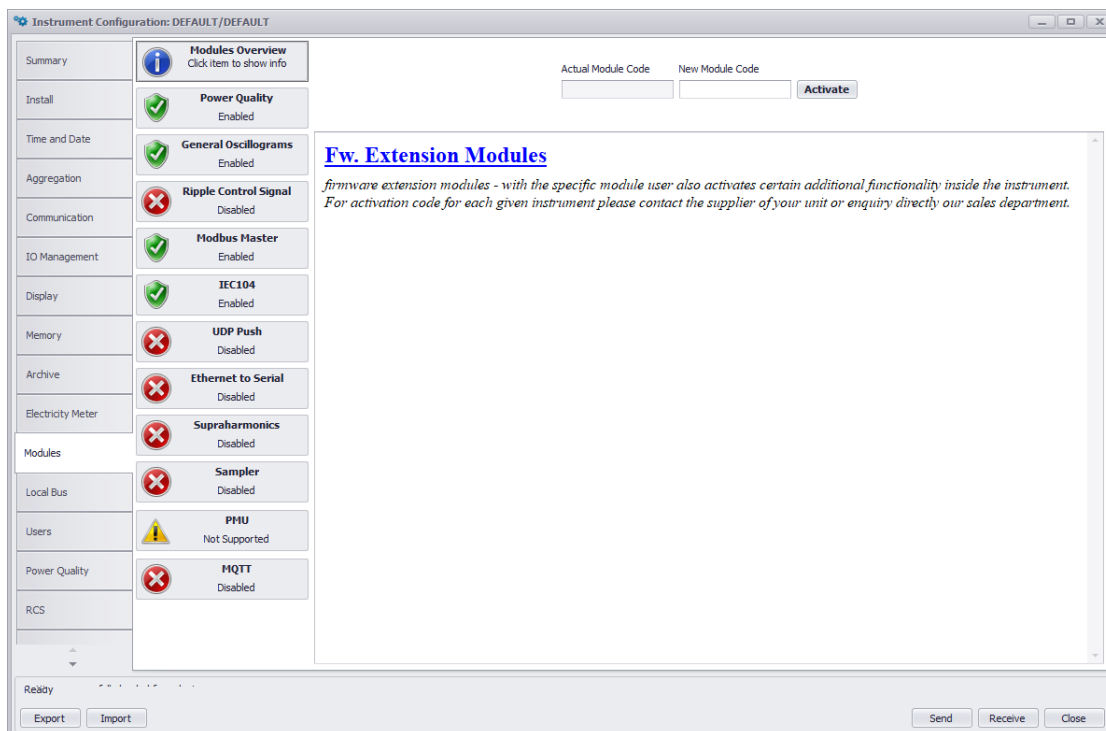 Instrument Configuration: DEFAULT/DEFAULT
Summary
Install
Time and Date
Aggregation
Communication
IO Management
Display
Memory
Archive
Electricity Meter
Modules
Local Bus
Users
Power Quality
RCS
Modules Overview
Click item to show info
Power Quality
Enabled
General Oscillograms
Enabled
Ripple Control Signal
Disabled
Modbus Master
Enabled
IEC104
Enabled
UDP Push
Disabled
Ethernet to Serial
Disabled
Supraharmonics
Disabled
Sampler
Disabled
PMU
Not Supported
MQTT
Disabled
Actual Module Code New Module Code
Activate
Fw. Extension Modules
firmware extension modules - with the specific module user also activates certain additional functionality inside the instrument.
For activation code for each given instrument please contact the supplier of your unit or enquiry directly our sales department.
Ready
Export Import Send Receive Close